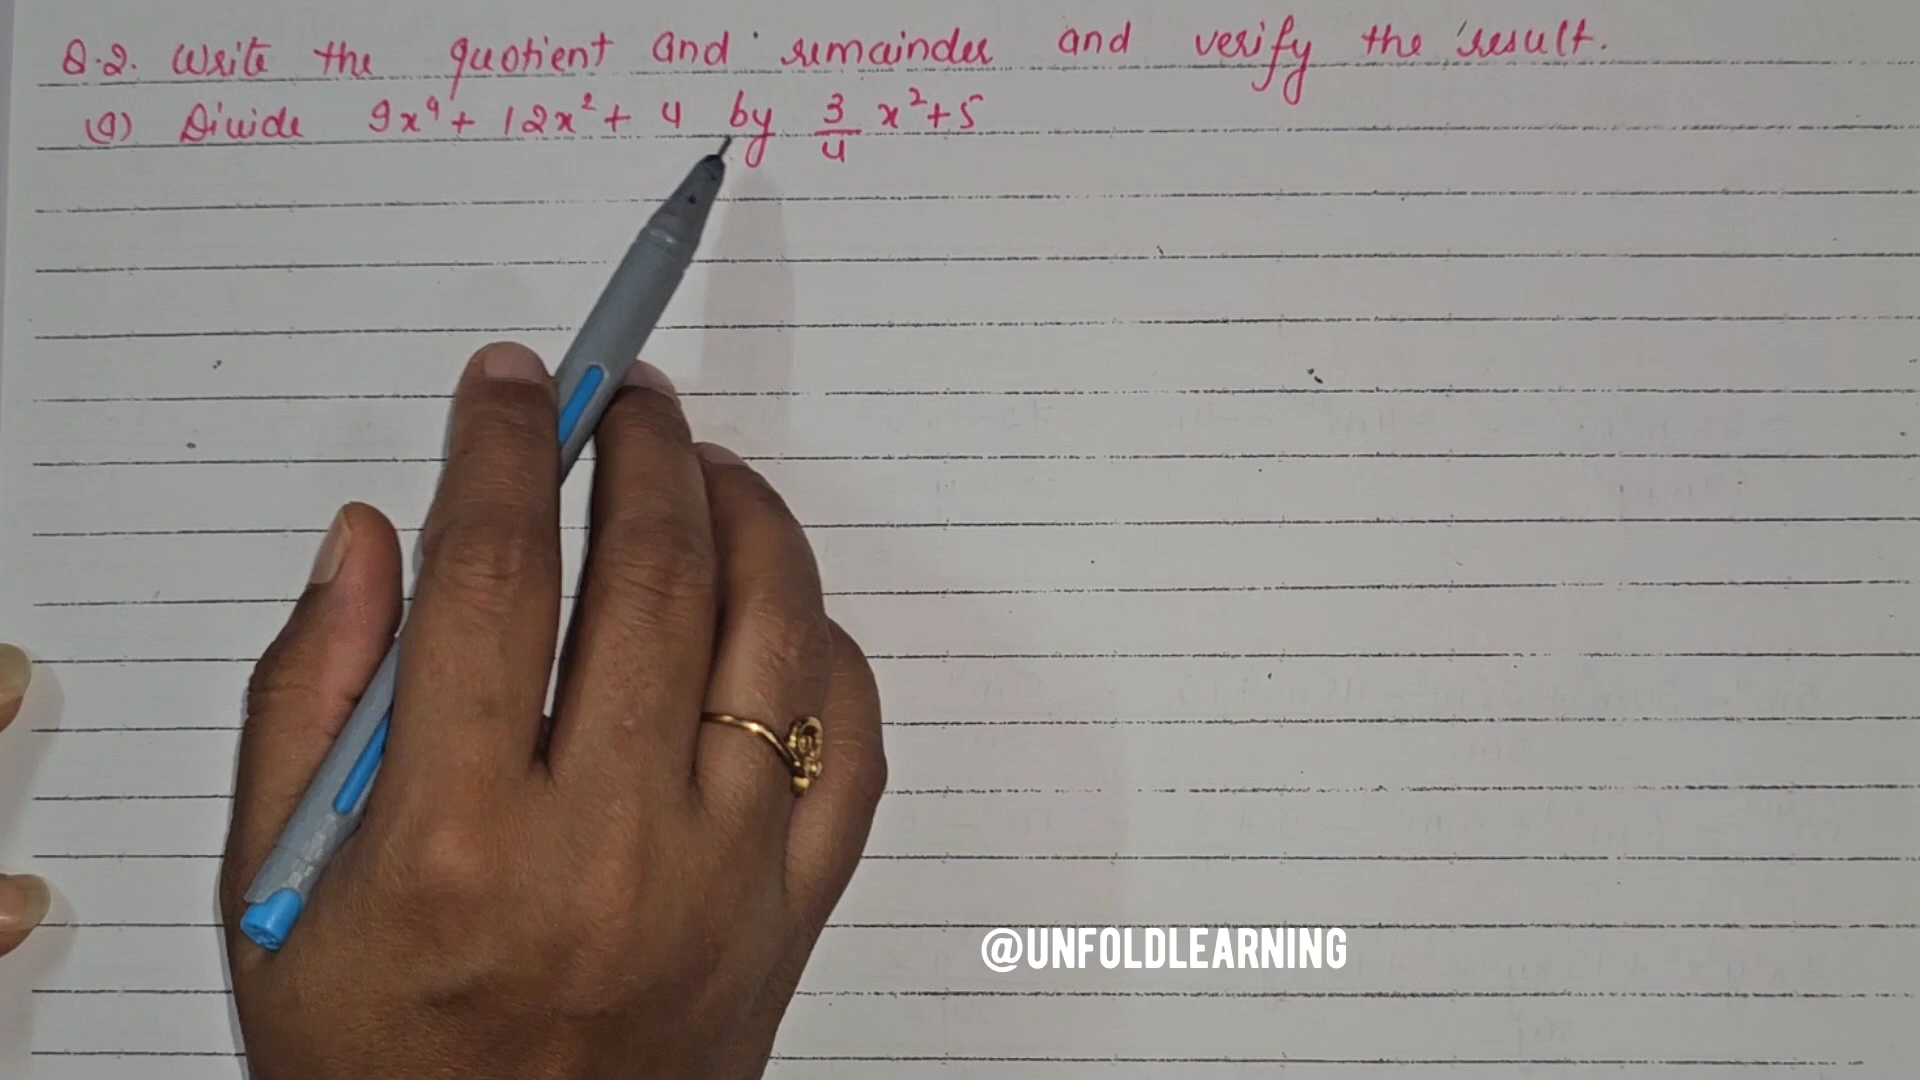 Q.2. Write the quotient and remainder and verify the result.
(a) Divide 9x⁴ + 12x² + 4 by 3/4 x² + 5
@UNFOLDLEARNING